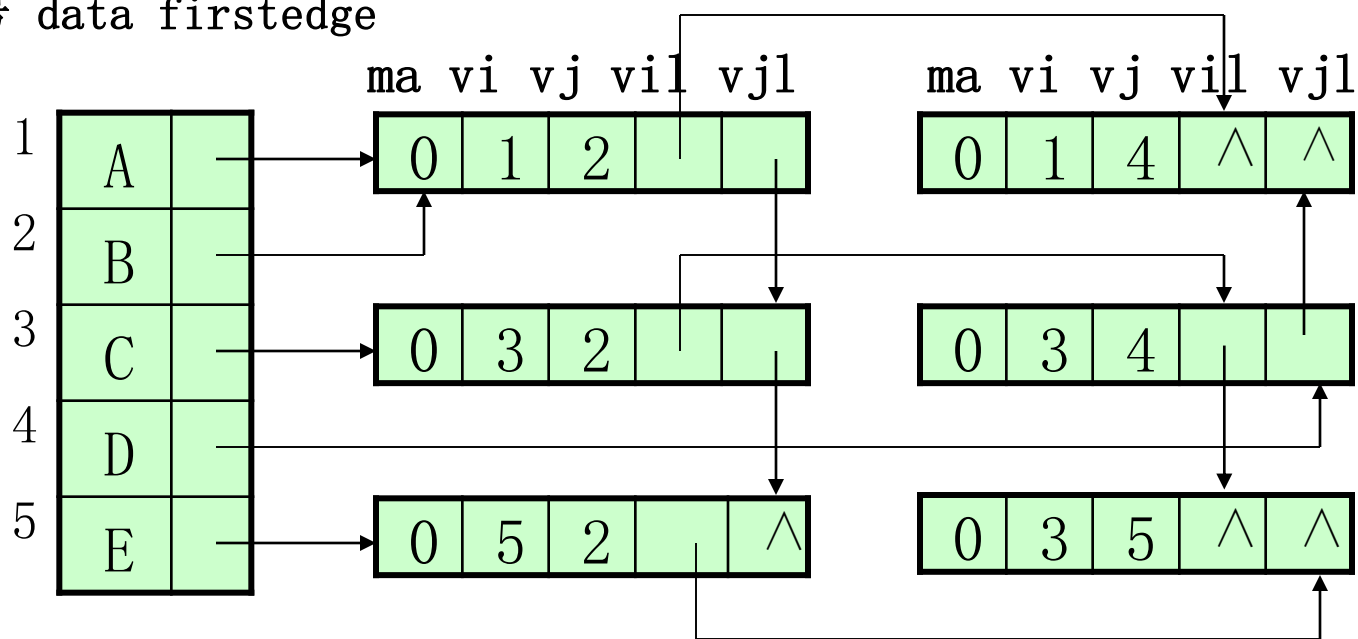 data firstedge
ma vi vj vil vjl ma vi vj vil vjl
1 A 0 1 2 0 1 4 ^ ^
2 B
3 C 0 3 2 0 3 4
4 D
5 E 0 5 2 ^ 0 3 5 ^ ^